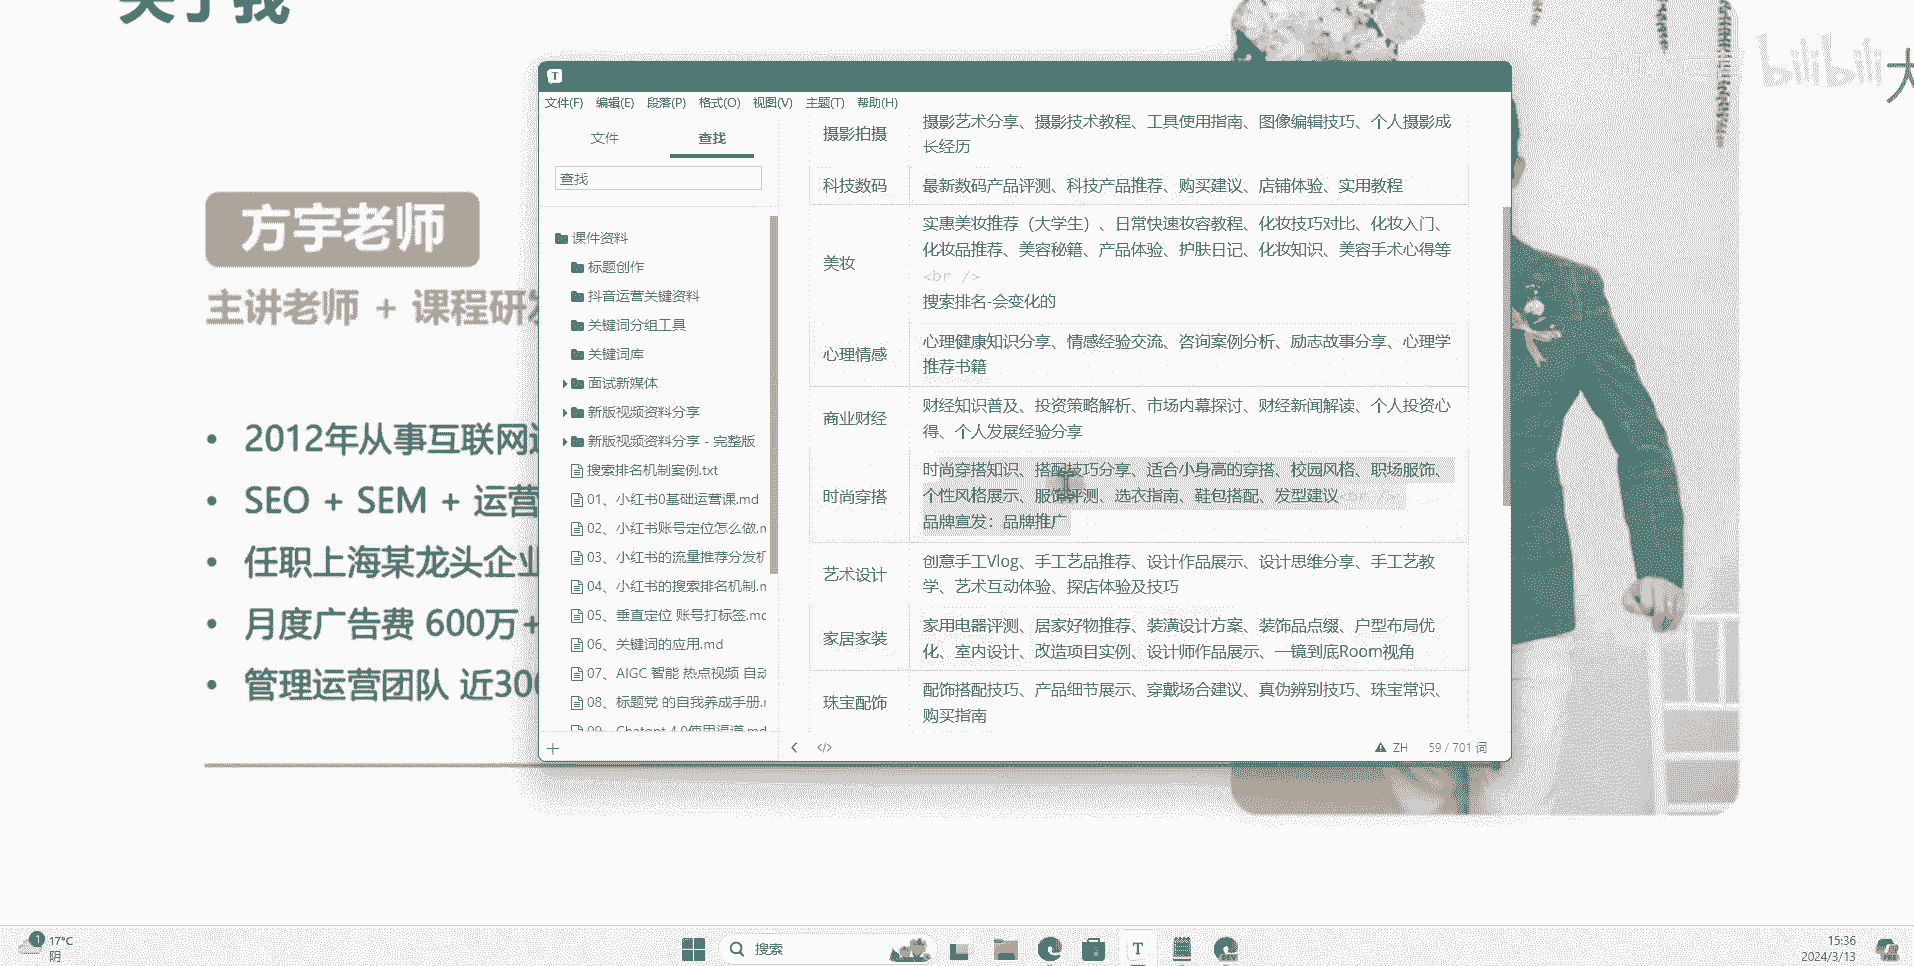 关于我
bilibili
方宇老师
主讲老师 + 课程研发
2012年从事互联网
SEO + SEM + 运营
任职上海某龙头企业
月度广告费 600万+
管理运营团队 近300
T
文件(F) 编辑(E) 段落(P) 格式(O) 视图(V) 主题(T) 帮助(H)
文件 查找
查找
课件资料
标题创作
抖音运营关键资料
关键词分组工具
关键词库
面试新媒体
新版视频资料分享
新版视频资料分享 - 完整版
搜索排名机制案例.txt
01、小红书0基础运营课.md
02、小红书账号定位怎么做.m
03、小红书的流量推荐分发机
04、小红书的搜索排名机制.m
05、垂直定位 账号打标签.md
06、关键词的应用.md
07、AIGC 智能 热点视频 自动
08、标题党 的自我养成手册.m
09、Chatgpt 4.0使用渠道.md
摄影拍摄
摄影艺术分享、摄影技术教程、工具使用指南、图像编辑技巧、个人摄影成
长经历
科技数码
最新数码产品评测、科技产品推荐、购买建议、店铺体验、实用教程
美妆
实惠美妆推荐（大学生）、日常快速妆容教程、化妆技巧对比、化妆入门、
化妆品推荐、美容秘籍、产品体验、护肤日记、化妆知识、美容手术心得等
<br />
搜索排名-会变化的
心理情感
心理健康知识分享、情感经验交流、咨询案例分析、励志故事分享、心理学
推荐书籍
商业财经
财经知识普及、投资策略解析、市场内幕探讨、财经新闻解读、个人投资心
得、个人发展经验分享
时尚穿搭
时尚穿搭知识、搭配技巧分享、适合小身高的穿搭、校园风格、职场服饰、
个性风格展示、服饰评测、选衣指南、鞋包搭配、发型建议<br />
品牌宣发：品牌推广
艺术设计
创意手工Vlog、手工艺品推荐、设计作品展示、设计思维分享、手工艺教
学、艺术互动体验、探店体验及技巧
家居家装
家用电器评测、居家好物推荐、装潢设计方案、装饰品点缀、户型布局优
化、室内设计、改造项目实例、设计师作品展示、一镜到底Room视角
珠宝配饰
配饰搭配技巧、产品细节展示、穿戴场合建议、真伪辨别技巧、珠宝常识、
购买指南
</> ZH 59 / 701 词
1 17°C
阴
搜索
T
DEV
15:36
2024/3/13
PRE